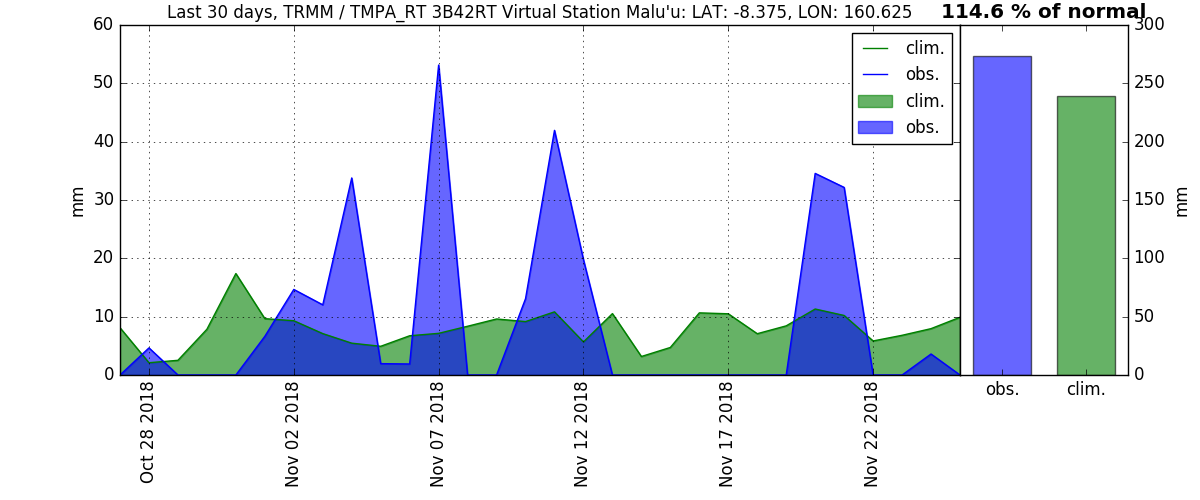 Last 30 days, TRMM / TMPA_RT 3B42RT Virtual Station Malu'u: LAT: -8.375, LON: 160.625
114.6 % of normal
60
50
40
30
20
10
0
mm
clim.
obs.
clim.
obs.
Oct 28 2018
Nov 02 2018
Nov 07 2018
Nov 12 2018
Nov 17 2018
Nov 22 2018
300
250
200
150
100
50
0
mm
obs.
clim.